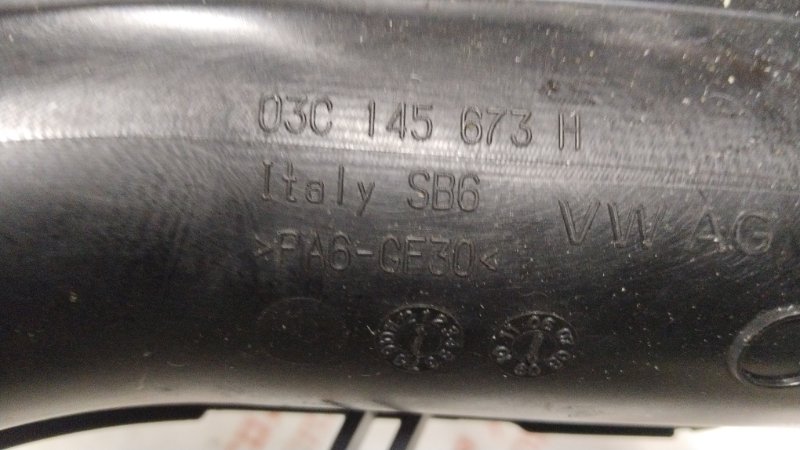 03C 145 673 H
Italy SB6
>PA6-GF30<
VW AG